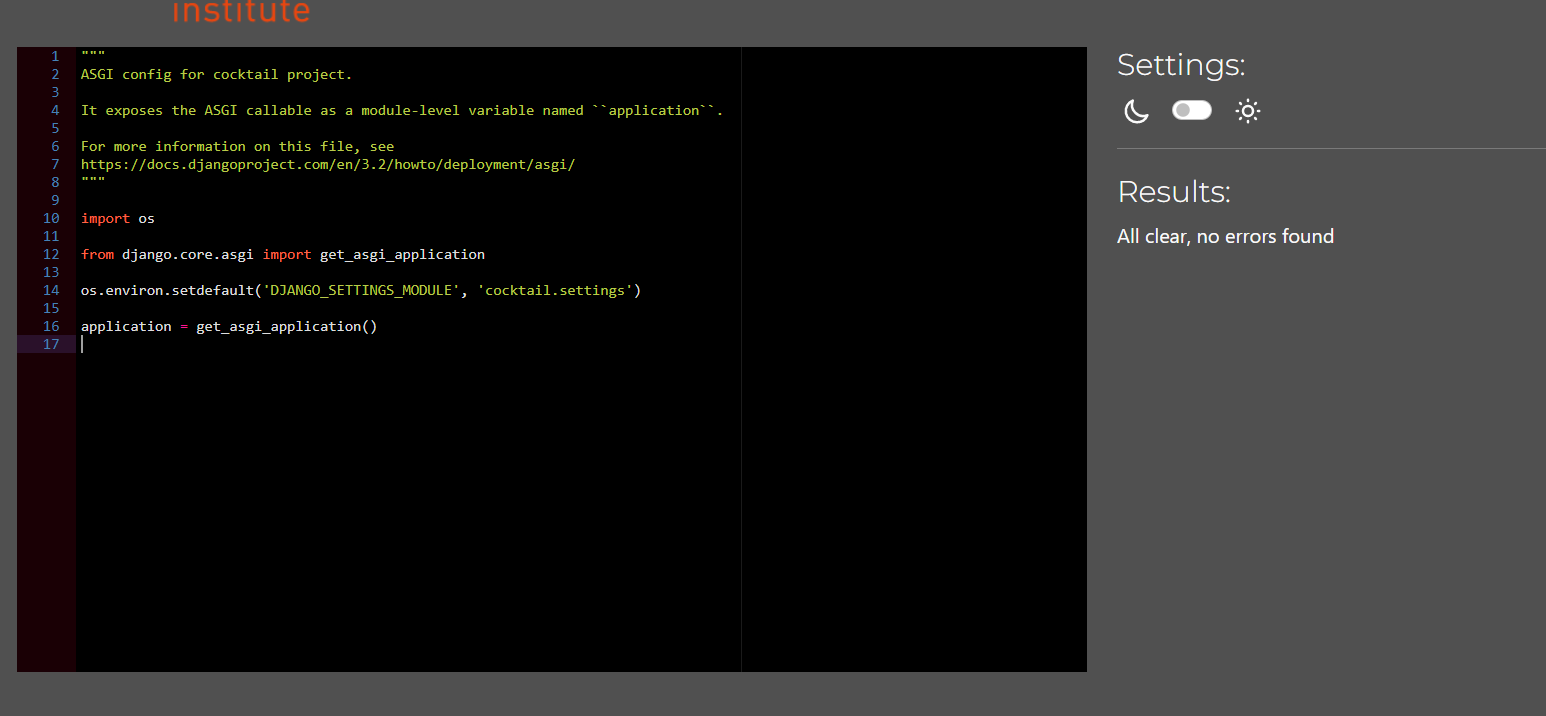 institute
1 """
2 ASGI config for cocktail project.
3
4 It exposes the ASGI callable as a module-level variable named ``application``.
5
6 For more information on this file, see
7 https://docs.djangoproject.com/en/3.2/howto/deployment/asgi/
8 """
9
10 import os
11
12 from django.core.asgi import get_asgi_application
13
14 os.environ.setdefault('DJANGO_SETTINGS_MODULE', 'cocktail.settings')
15
16 application = get_asgi_application()
17
Settings:
Results:
All clear, no errors found